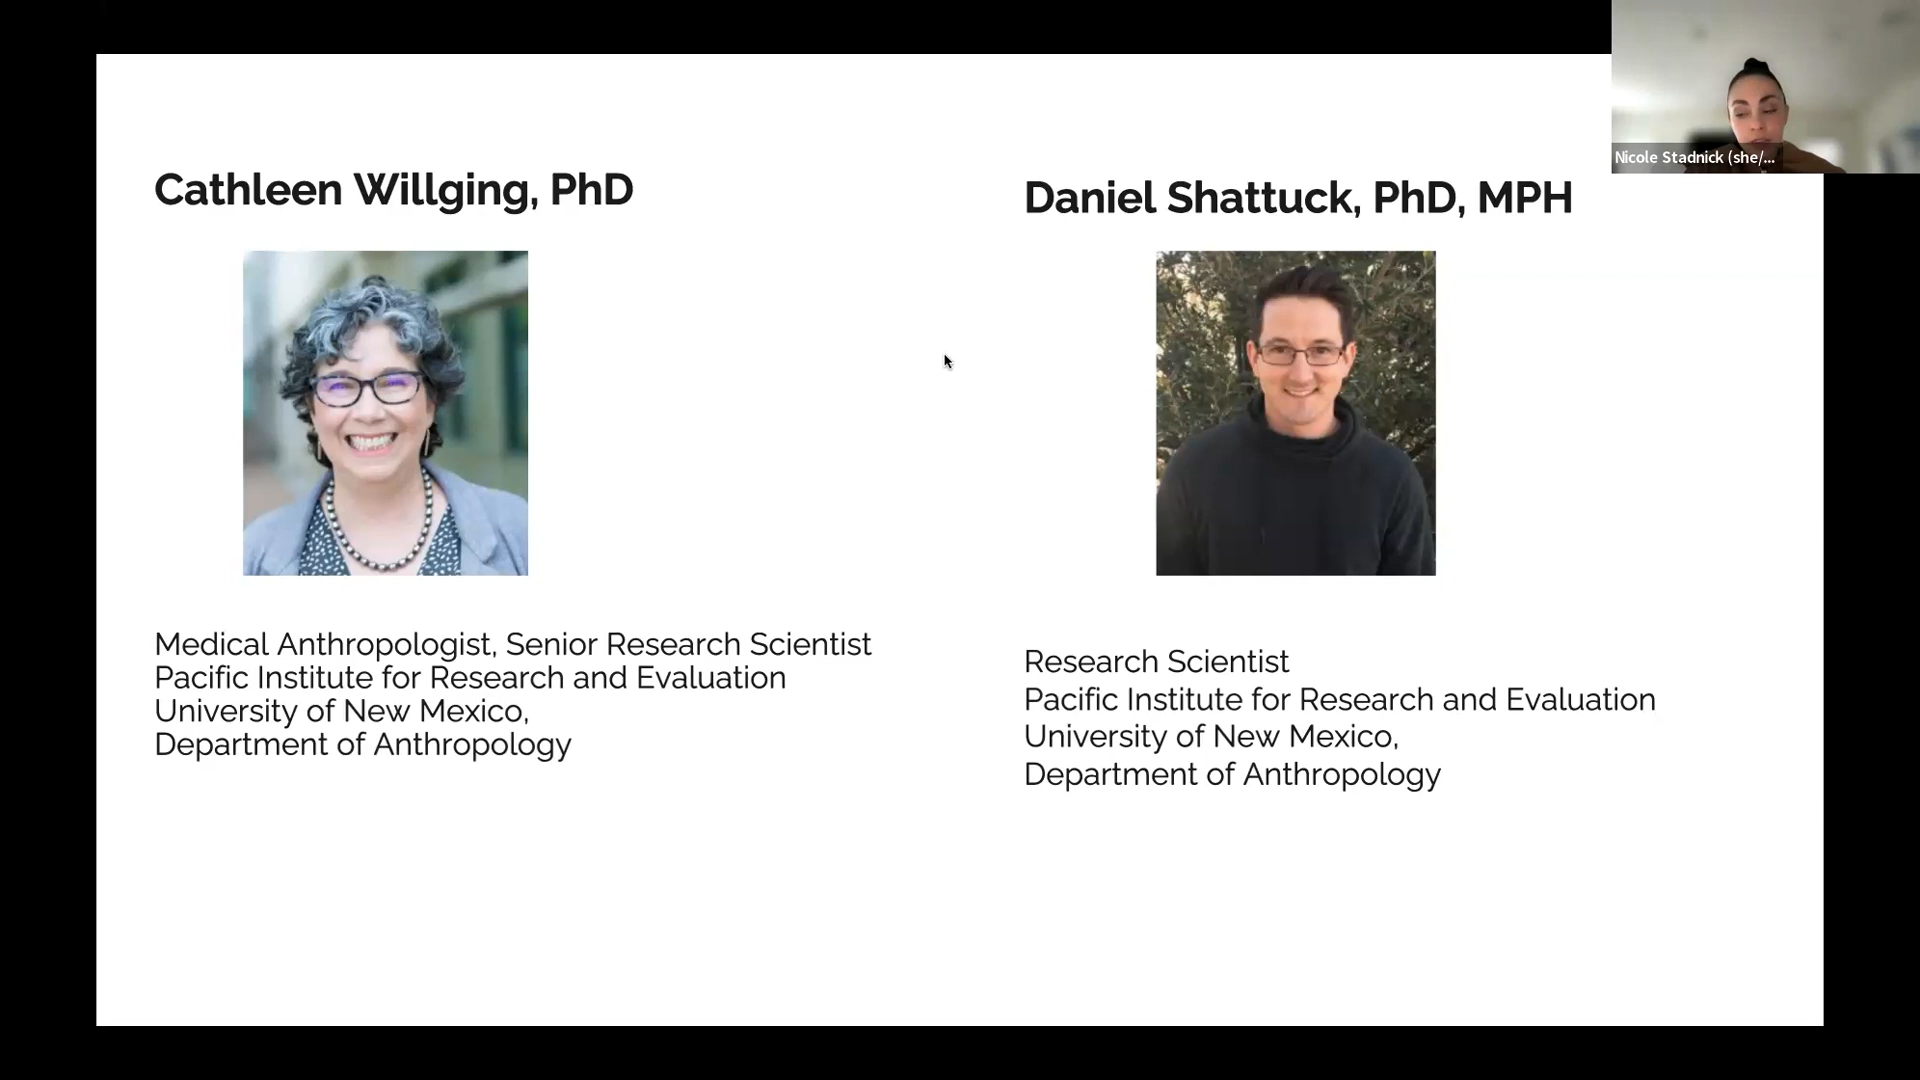 Cathleen Willging, PhD
Medical Anthropologist, Senior Research Scientist
Pacific Institute for Research and Evaluation
University of New Mexico,
Department of Anthropology
Daniel Shattuck, PhD, MPH
Research Scientist
Pacific Institute for Research and Evaluation
University of New Mexico,
Department of Anthropology
Nicole Stadnick (she/...